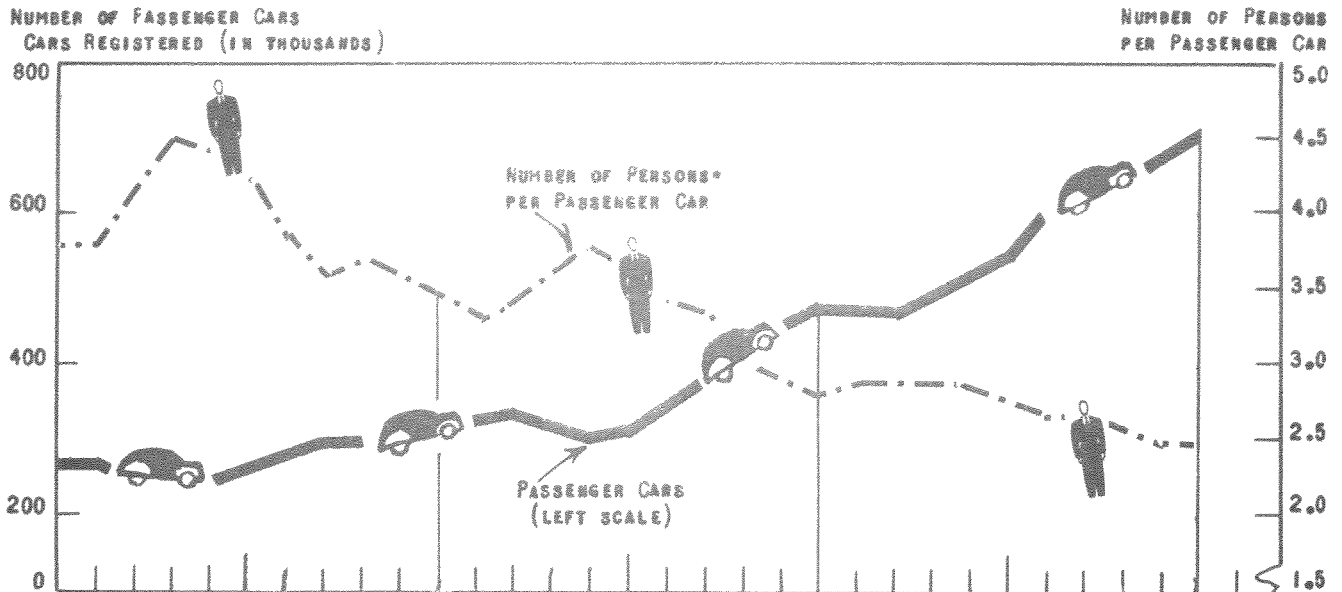 NUMBER OF FASSENGER CARS
CARS REGISTERED (IN THOUSANDS)
NUMBER OF PERSONS
PER PASSENGER CAR
800
600
400
200
0
NUMBER OF PERSONS*
PER PASSENGER CAR
PASSENGER CARS
(LEFT SCALE)
5.0
4.5
4.0
3.5
3.0
2.5
2.0
1.5